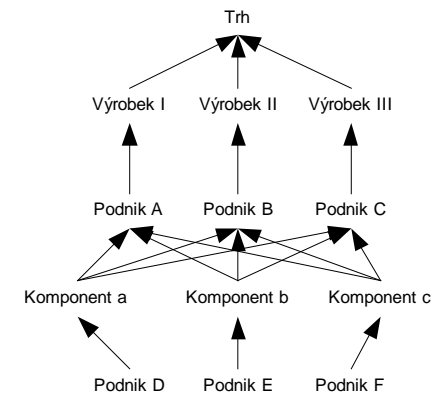 Trh
Výrobek I Výrobek II Výrobek III
Podnik A Podnik B Podnik C
Komponent a Komponent b Komponent c
Podnik D Podnik E Podnik F